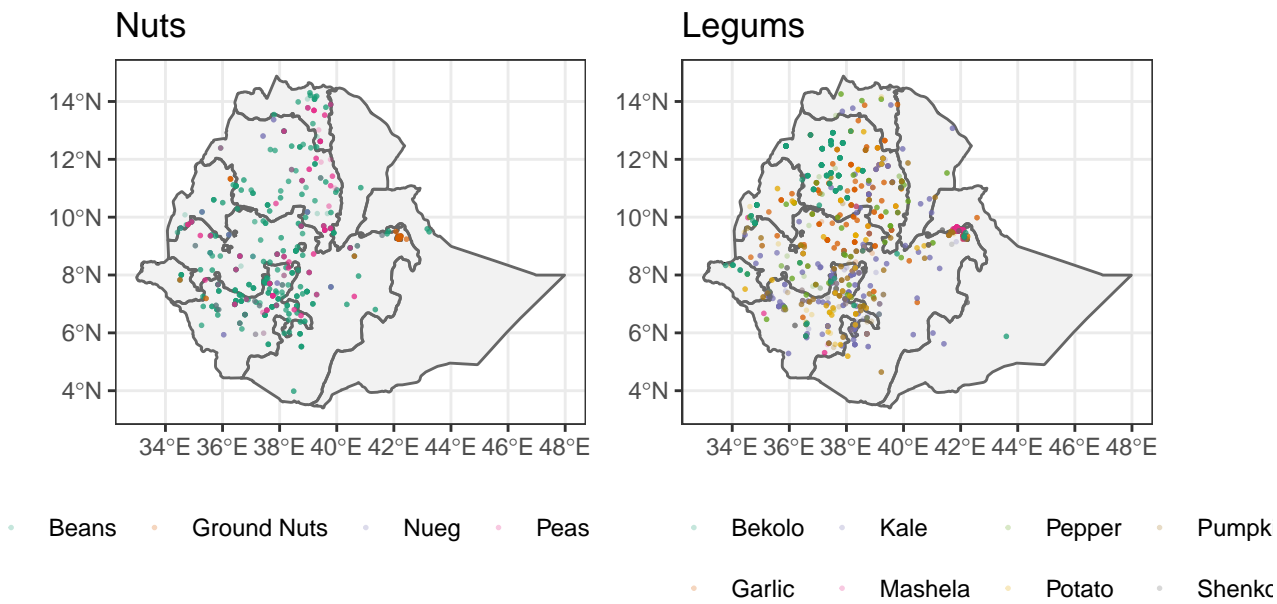 Nuts
Legums
14°N
12°N
10°N
8°N
6°N
4°N
34°E 36°E 38°E 40°E 42°E 44°E 46°E 48°E
14°N
12°N
10°N
8°N
6°N
4°N
34°E 36°E 38°E 40°E 42°E 44°E 46°E 48°E
Beans Ground Nuts Nueg Peas
Bekolo Kale Pepper Pumpk
Garlic Mashela Potato Shenko